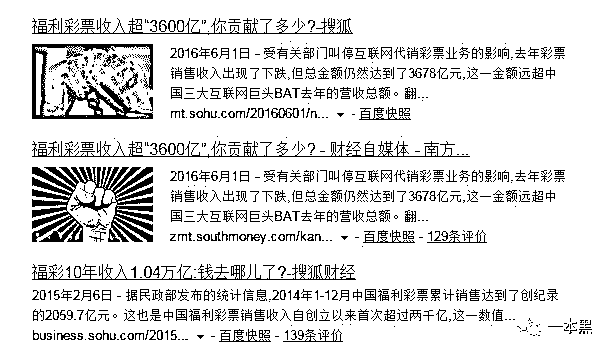 福利彩票收入超"3600亿",你贡献了多少?-搜狐
2016年6月1日 - 受有关部门叫停互联网代销彩票业务的影响,去年彩票
销售收入出现了下跌,但总金额仍然达到了3678亿元,这一金额远超中
国三大互联网巨头BAT去年的营收总额。翻...
mt.sohu.com/20160601/n... - 百度快照
福利彩票收入超"3600亿",你贡献了多少? - 财经自媒体 - 南方...
2016年6月1日 - 受有关部门叫停互联网代销彩票业务的影响,去年彩票
销售收入出现了下跌,但总金额仍然达到了3678亿元,这一金额远超中
国三大互联网巨头BAT去年的营收总额。翻...
zmt.southmoney.com/kan... - 百度快照 - 129条评价
福彩10年收入1.04万亿:钱去哪儿了?-搜狐财经
2015年2月6日 - 据民政部发布的统计信息,2014年1-12月中国福利彩票累计销售达到了创纪录
的2059.7亿元。这也是中国福利彩票销售收入自创立以来首次超过两千亿,这一数值...
business.sohu.com/2015... - 百度快照 - 139条评价
一本黑